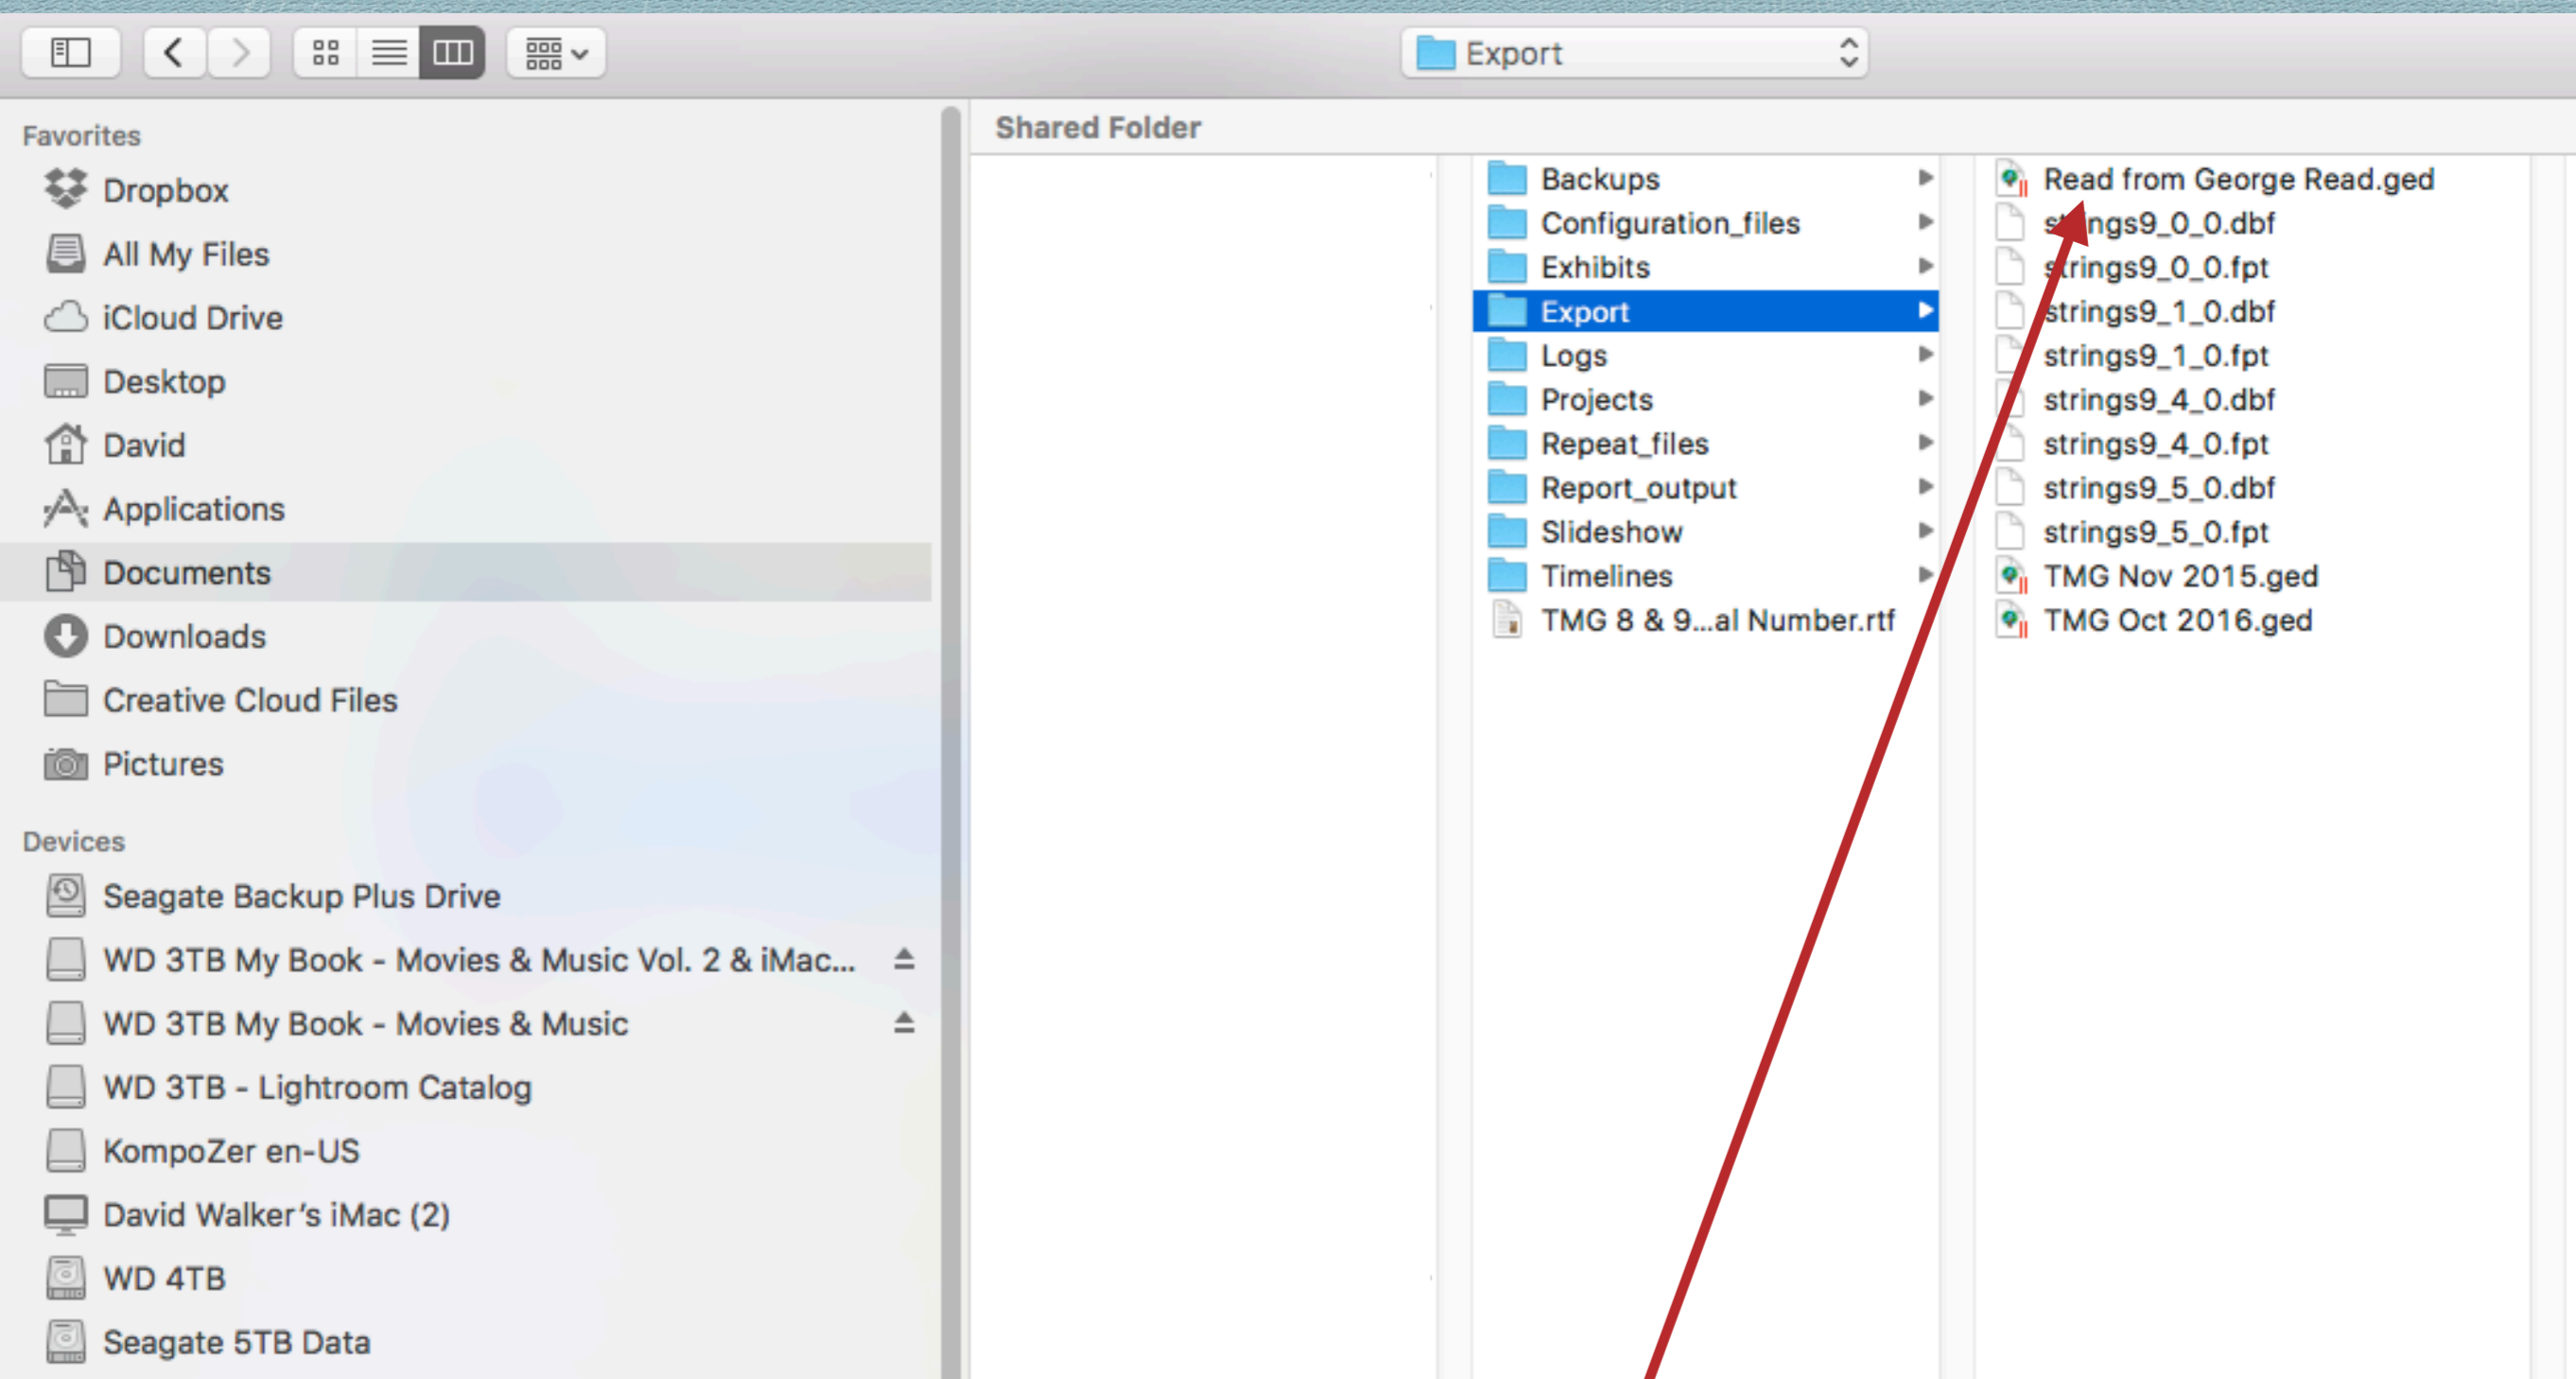 Export
Favorites
Dropbox
All My Files
iCloud Drive
Desktop
David
Applications
Documents
Downloads
Creative Cloud Files
Pictures
Devices
Seagate Backup Plus Drive
WD 3TB My Book - Movies & Music Vol. 2 & iMac...
WD 3TB My Book - Movies & Music
WD 3TB - Lightroom Catalog
KompoZer en-US
David Walker's iMac (2)
WD 4TB
Seagate 5TB Data
Shared Folder
Backups
Configuration_files
Exhibits
Export
Logs
Projects
Repeat_files
Report_output
Slideshow
Timelines
TMG 8 & 9...al Number.rtf
Read from George Read.ged
strings9_0_0.dbf
strings9_0_0.fpt
strings9_1_0.dbf
strings9_1_0.fpt
strings9_4_0.dbf
strings9_4_0.fpt
strings9_5_0.dbf
strings9_5_0.fpt
TMG Nov 2015.ged
TMG Oct 2016.ged